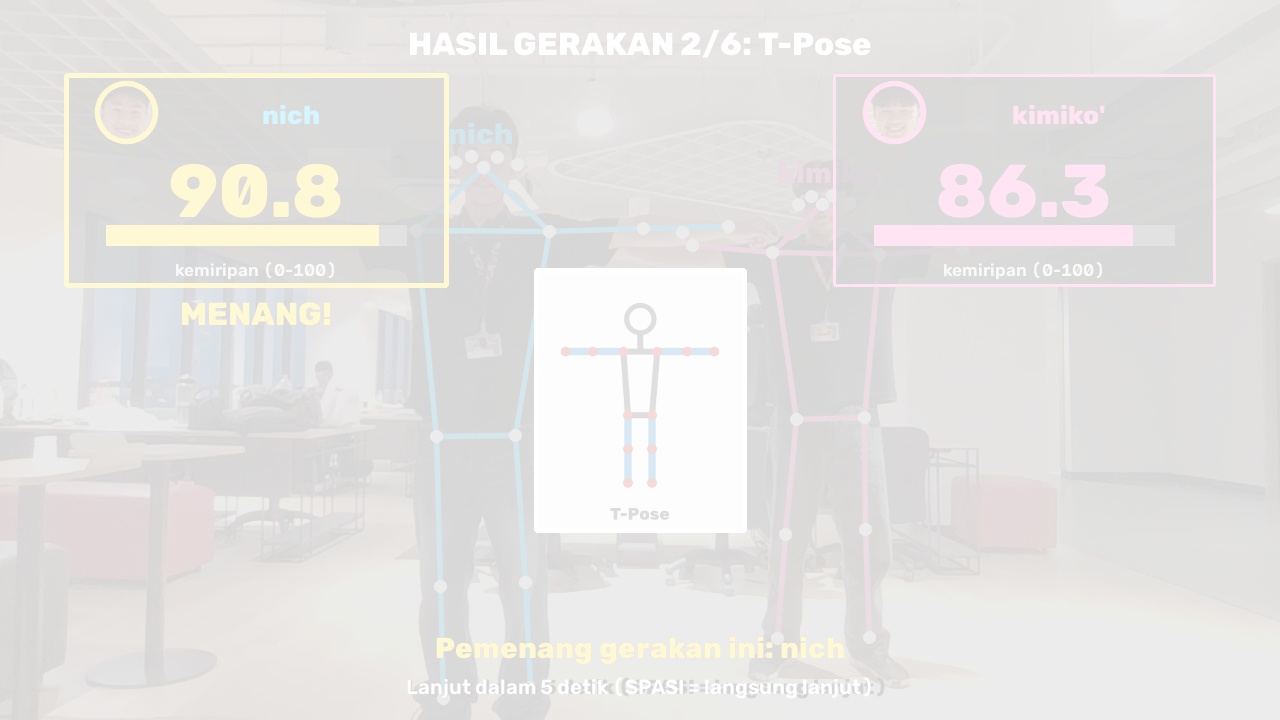 HASIL GERAKAN 2/6: T-Pose
nich
90.8
kemiripan (0-100)
MENANG!
nich
kimiko'
86.3
kemiripan (0-100)
T-Pose
Pemenang gerakan ini: nich
Lanjut dalam 5 detik (SPASI = langsung lanjut)